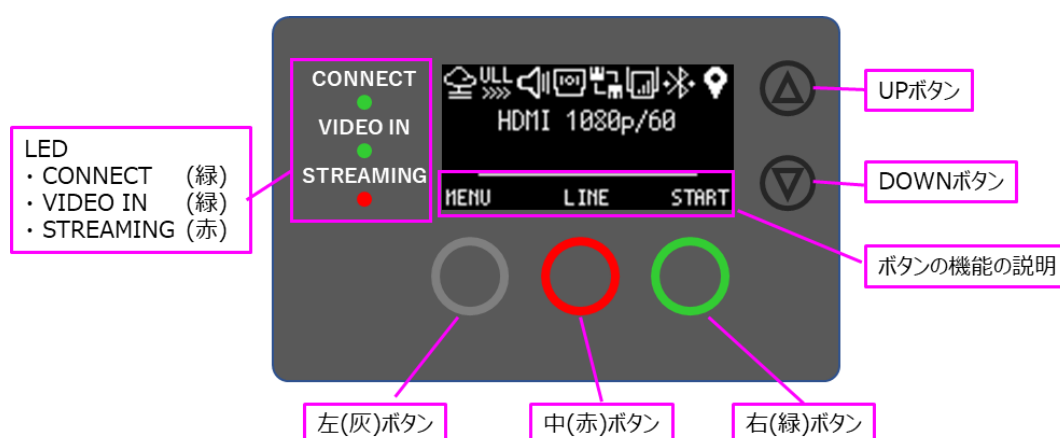 CONNECT
VIDEO IN
STREAMING
VLL
HDMI 1080p/60
MENU LINE START
LED
・CONNECT (緑)
・VIDEO IN (緑)
・STREAMING (赤)
UPボタン
DOWNボタン
ボタンの機能の説明
左(灰)ボタン
中(赤)ボタン
右(緑)ボタン